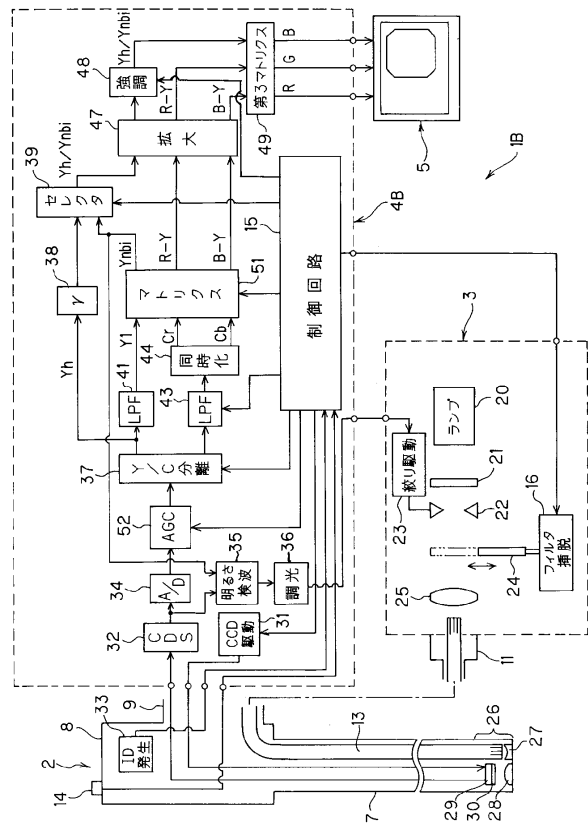 2
14
8
33
ID発生
9
7
29
30
28
27
26
13
11
32
CDS
34
A/D
52
AGC
37
Y/C分離
35
明るさ検波
36
調光
31
CCD駆動
Yh
41
LPF
43
LPF
Y1
44
同時化
Cr
Cb
38
γ
39
セレクタ
マトリクス
51
Ynbi
R-Y
B-Y
Yh/Ynbi
47
拡大
48
強調
Yh/Ynbi
R-Y
B-Y
49
第3マトリクス
R
G
B
5
15
制御回路
4B
1B
3
23
絞り駆動
ランプ
20
21
22
16
フィルタ挿脱
24
25